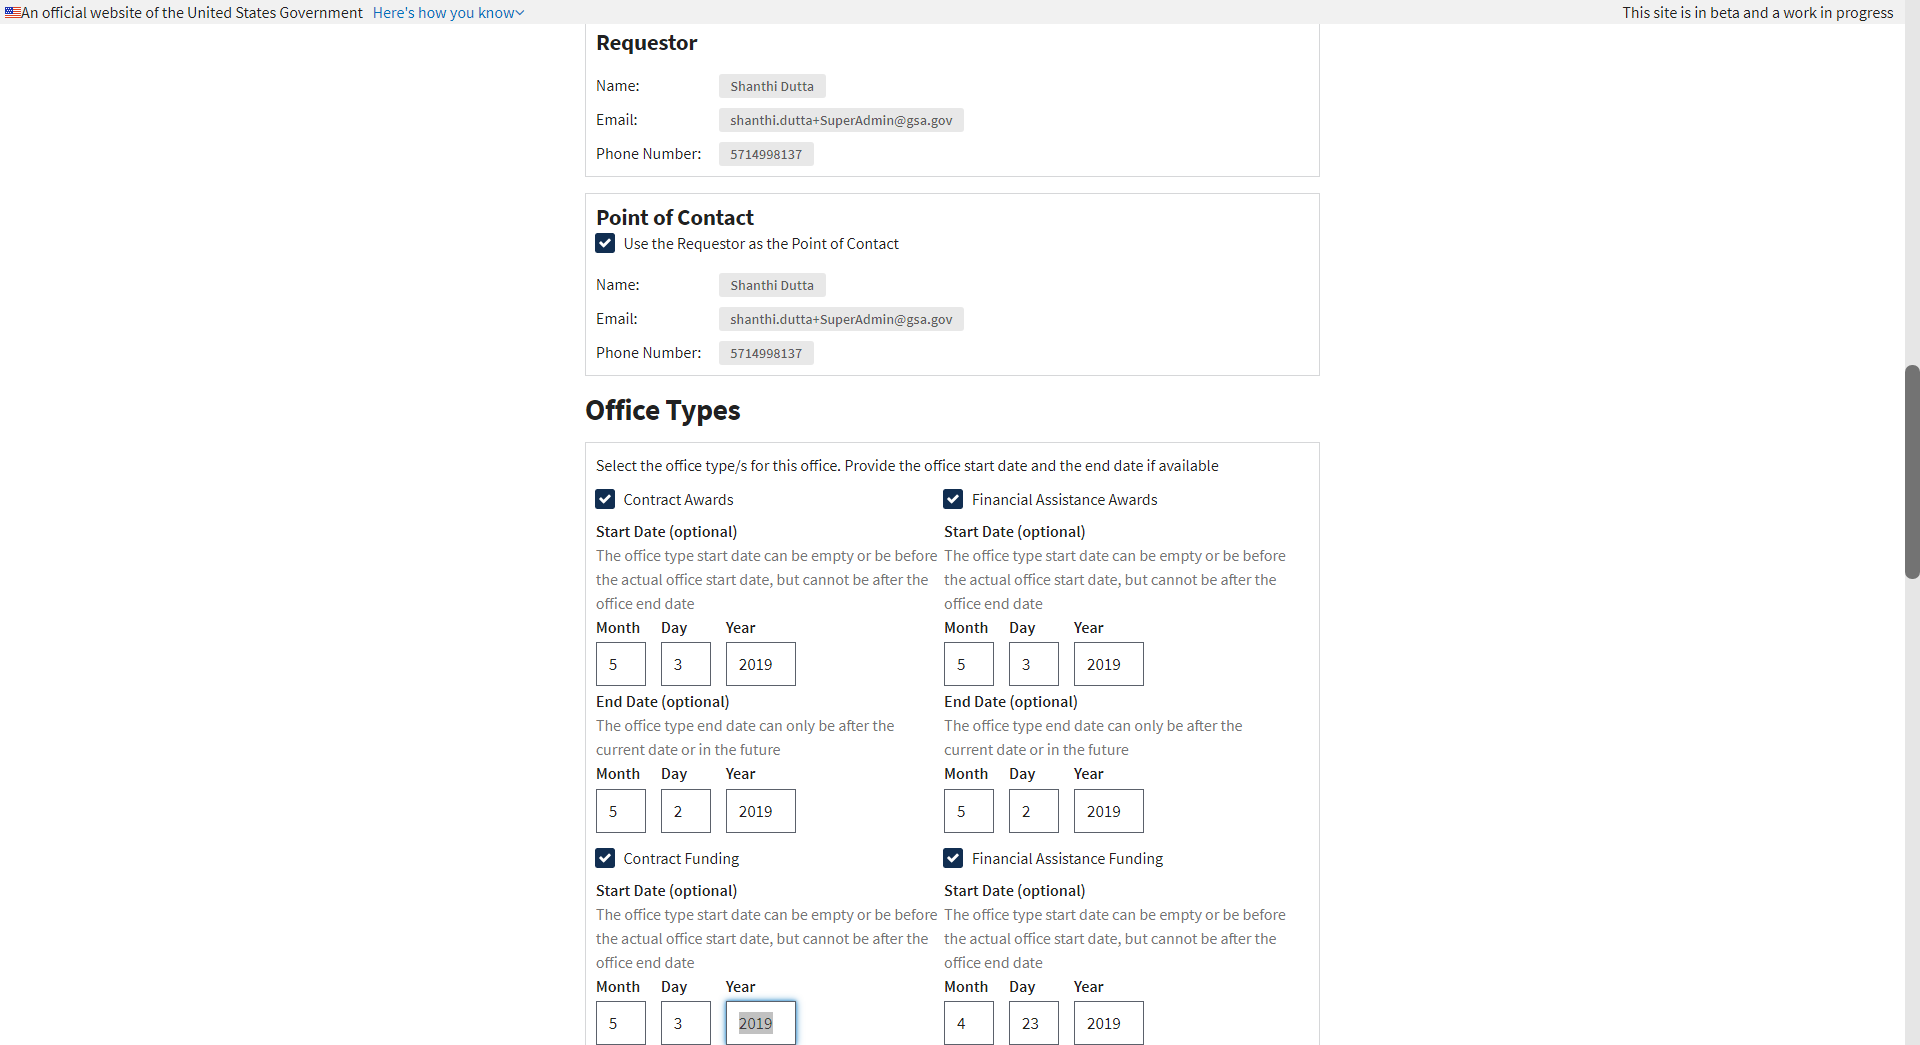 An official website of the United States Government Here's how you know
This site is in beta and a work in progress
Requestor
Name: Shanthi Dutta
Email: shanthi.dutta+SuperAdmin@gsa.gov
Phone Number: 5714998137
Point of Contact
Use the Requestor as the Point of Contact
Name: Shanthi Dutta
Email: shanthi.dutta+SuperAdmin@gsa.gov
Phone Number: 5714998137
Office Types
Select the office type/s for this office. Provide the office start date and the end date if available
Contract Awards
Start Date (optional)
The office type start date can be empty or be before
the actual office start date, but cannot be after the
office end date
Month Day Year
5 3 2019
End Date (optional)
The office type end date can only be after the
current date or in the future
Month Day Year
5 2 2019
Financial Assistance Awards
Start Date (optional)
The office type start date can be empty or be before
the actual office start date, but cannot be after the
office end date
Month Day Year
5 3 2019
End Date (optional)
The office type end date can only be after the
current date or in the future
Month Day Year
5 2 2019
Contract Funding
Start Date (optional)
The office type start date can be empty or be before
the actual office start date, but cannot be after the
office end date
Month Day Year
5 3 2019
Financial Assistance Funding
Start Date (optional)
The office type start date can be empty or be before
the actual office start date, but cannot be after the
office end date
Month Day Year
4 23 2019